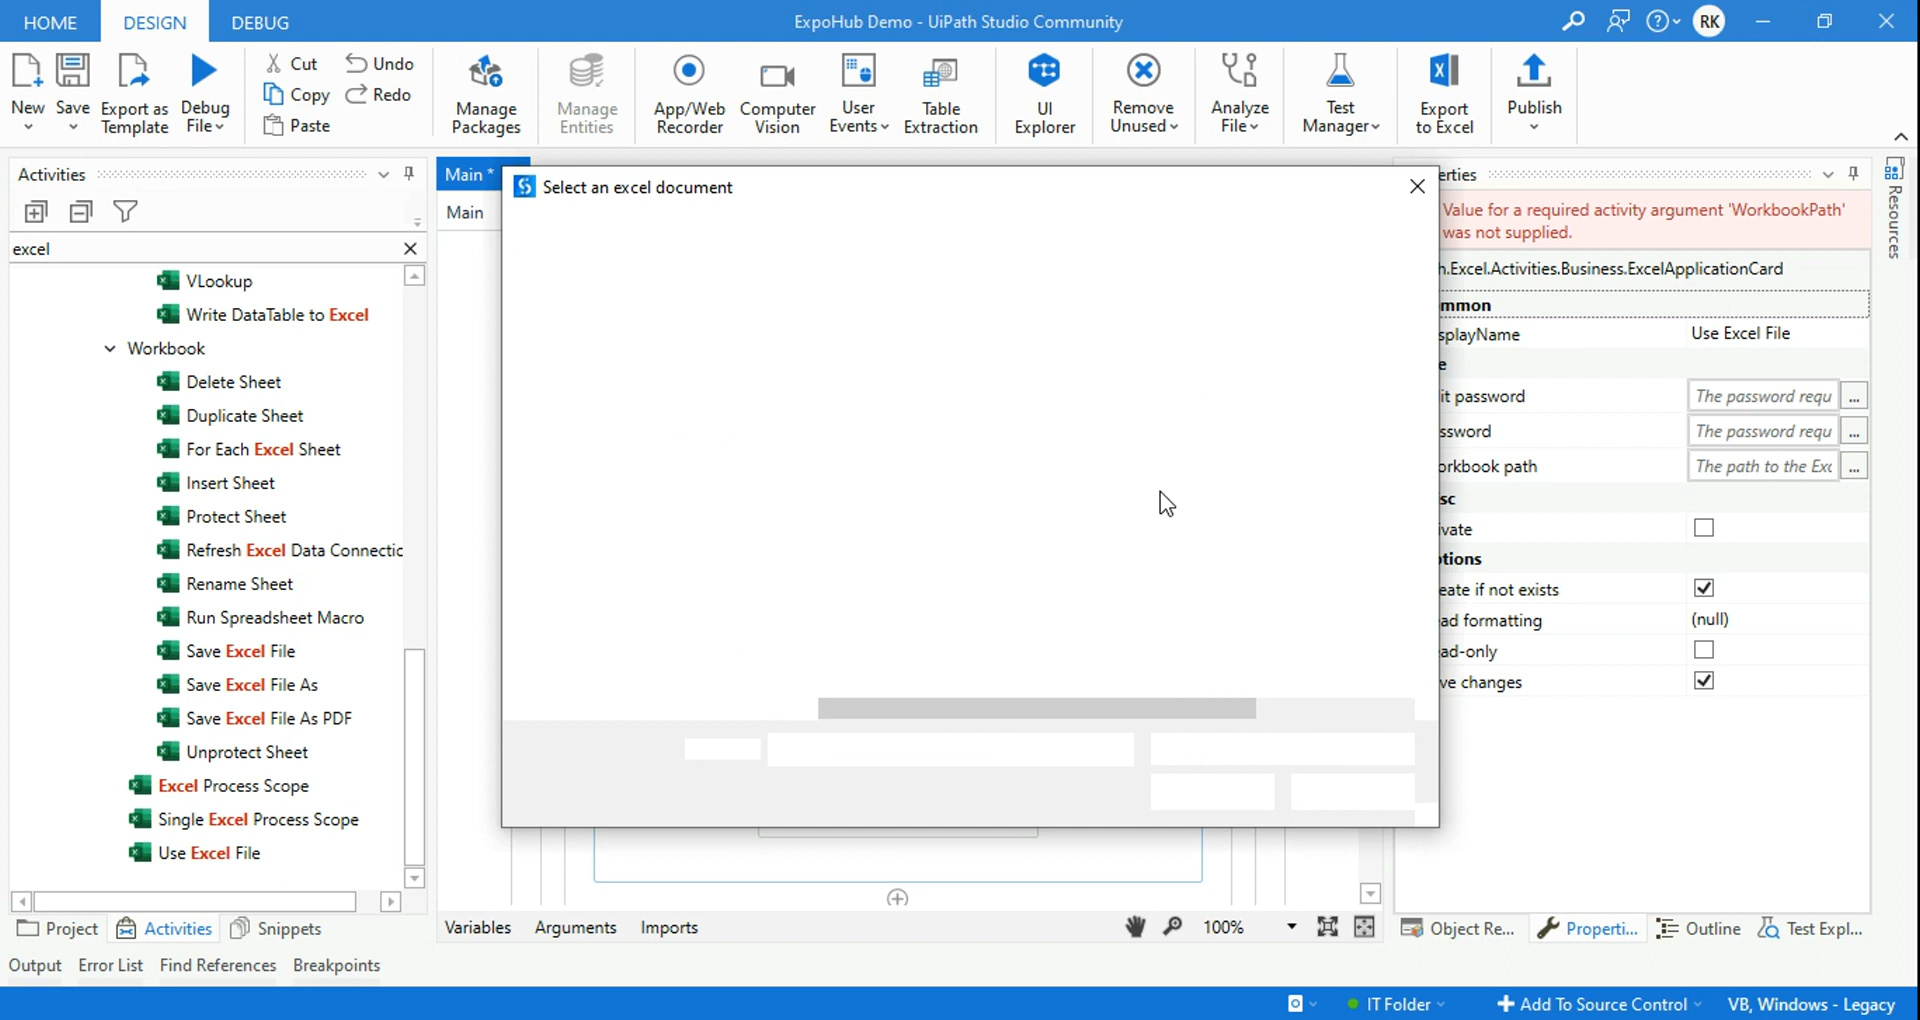 HOME
DESIGN
DEBUG
ExpoHub Demo - UiPath Studio Community
RK
New
Save
Export as
Template
Debug
File
Cut
Copy
Paste
Undo
Redo
Manage
Packages
Manage
Entities
App/Web
Recorder
Computer
Vision
User
Events
Table
Extraction
UI
Explorer
Remove
Unused
Analyze
File
Test
Manager
Export
to Excel
Publish
Activities
excel
VLookup
Write DataTable to Excel
Workbook
Delete Sheet
Duplicate Sheet
For Each Excel Sheet
Insert Sheet
Protect Sheet
Refresh Excel Data Connectic
Rename Sheet
Run Spreadsheet Macro
Save Excel File
Save Excel File As
Save Excel File As PDF
Unprotect Sheet
Excel Process Scope
Single Excel Process Scope
Use Excel File
Project
Activities
Snippets
Main *
Main
Select an excel document
Variables
Arguments
Imports
100%
erties
Value for a required activity argument 'WorkbookPath'
was not supplied.
h.Excel.Activities.Business.ExcelApplicationCard
mmon
splayName Use Excel File
e
it password The password requ ...
ssword The password requ ...
orkbook path The path to the Exc ...
sc
ivate
tions
eate if not exists
ad formatting (null)
ad-only
ve changes
Object Re...
Properti...
Outline
Test Expl...
Resources
Output
Error List
Find References
Breakpoints
IT Folder
Add To Source Control
VB, Windows - Legacy